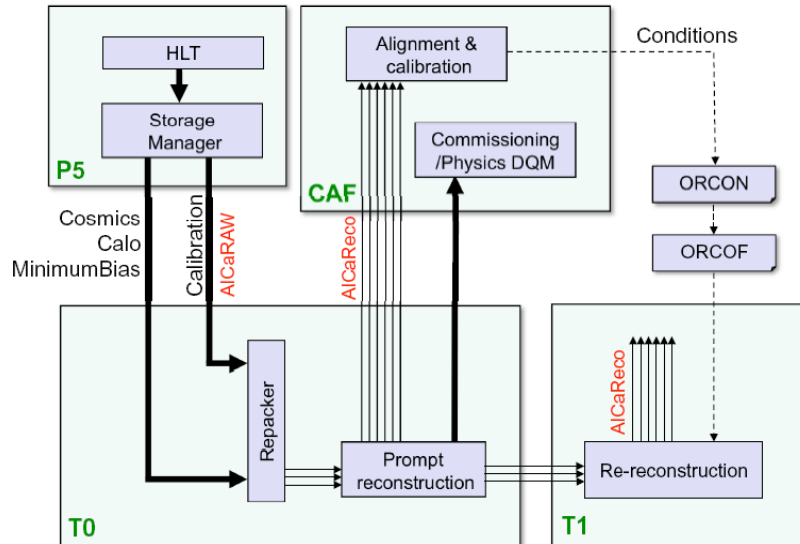 HLT
Storage
Manager
P5
Alignment &
calibration
Commissioning
/Physics DQM
CAF
Conditions
ORCON
ORCOF
Cosmics
Calo
MinimumBias
Calibration
AlCaRAW
AlCaReco
Repacker
Prompt
reconstruction
T0
AlCaReco
Re-reconstruction
T1